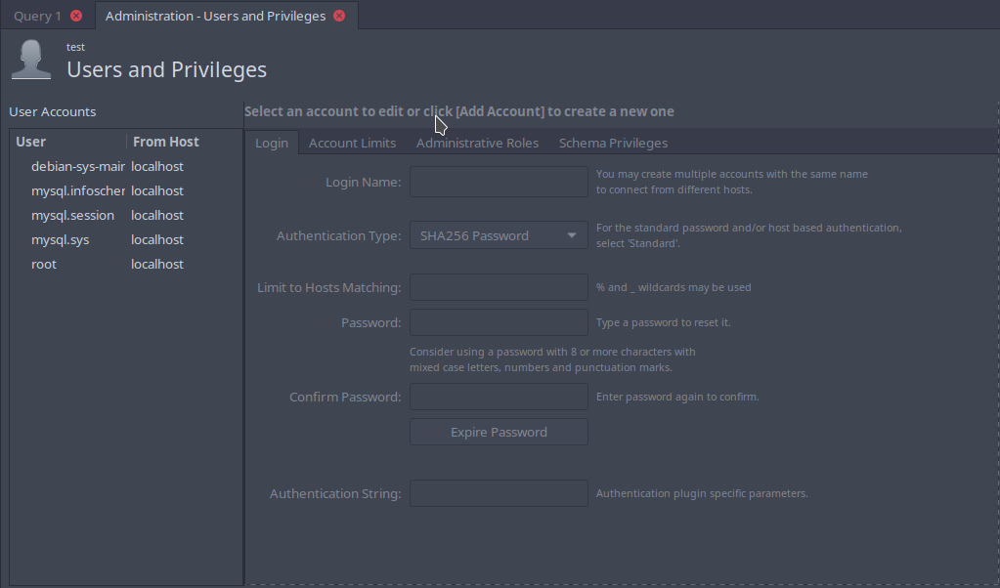 Query 1
Administration - Users and Privileges
test
Users and Privileges
User Accounts
Select an account to edit or click [Add Account] to create a new one
User From Host
debian-sys-mair localhost
mysql.infoscher localhost
mysql.session localhost
mysql.sys localhost
root localhost
Login Account Limits Administrative Roles Schema Privileges
Login Name:
You may create multiple accounts with the same name
to connect from different hosts.
Authentication Type: SHA256 Password
For the standard password and/or host based authentication,
select 'Standard'.
Limit to Hosts Matching: % and _ wildcards may be used
Password: Type a password to reset it.
Consider using a password with 8 or more characters with
mixed case letters, numbers and punctuation marks.
Confirm Password: Enter password again to confirm.
Expire Password
Authentication String: Authentication plugin specific parameters.